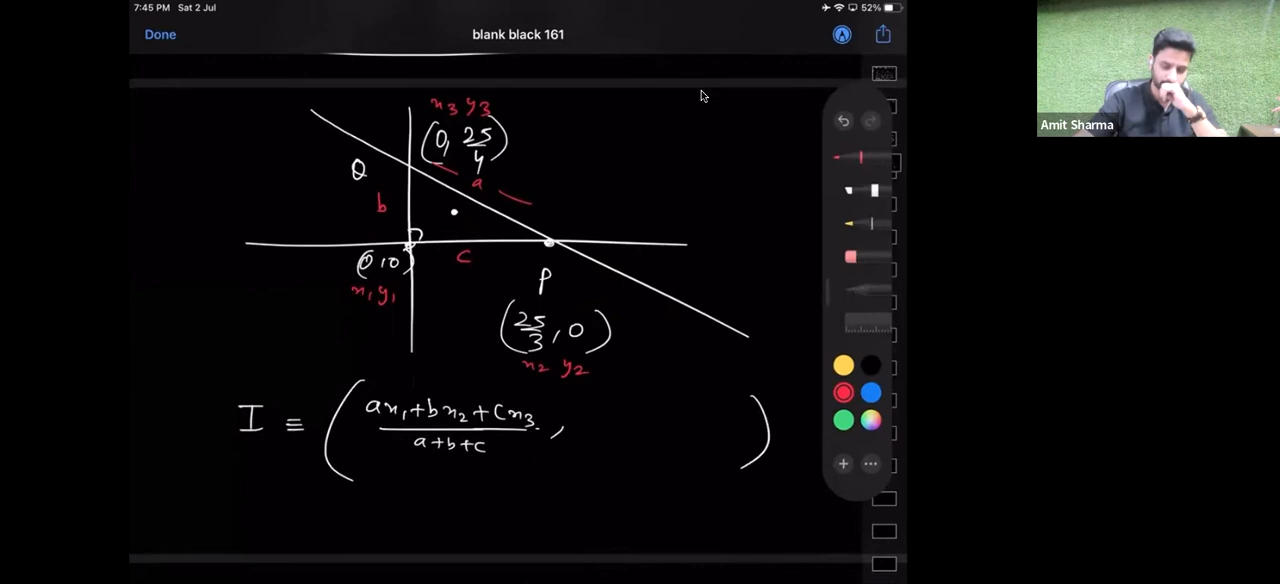 7:45 PM Sat 2 Jul
52%
Done
blank black 161
Amit Sharma
x3 y3
(0, 25/4)
Q
a
b
c
(0,0)
x1 y1
P
(25/3, 0)
x2 y2
I ≡ ( ax1+bx2+cx3 / a+b+c , )